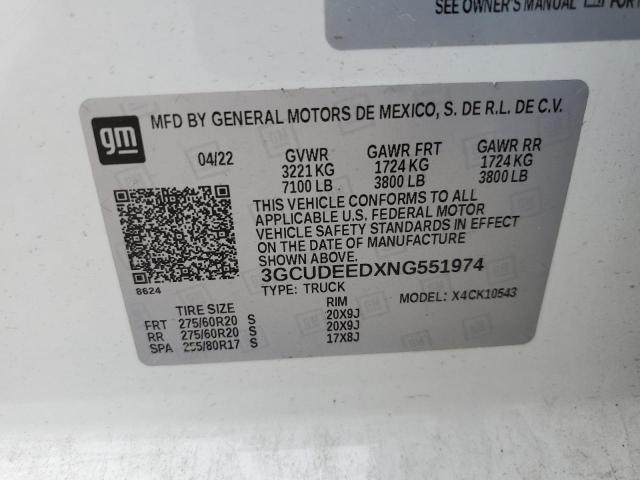 SEE OWNER'S MANUAL
gm
MFD BY GENERAL MOTORS DE MEXICO, S. DE R.L. DE C.V.
04/22 GVWR GAWR FRT GAWR RR
3221 KG 1724 KG 1724 KG
7100 LB 3800 LB 3800 LB
THIS VEHICLE CONFORMS TO ALL
APPLICABLE U.S. FEDERAL MOTOR
VEHICLE SAFETY STANDARDS IN EFFECT
ON THE DATE OF MANUFACTURE
SHOWN ABOVE.
3GCUDEEDXNG551974
8624
TYPE: TRUCK MODEL: X4CK10543
TIRE SIZE RIM
FRT 275/60R20 S 20X9J
RR 275/60R20 S 20X9J
SPA 255/80R17 S 17X8J